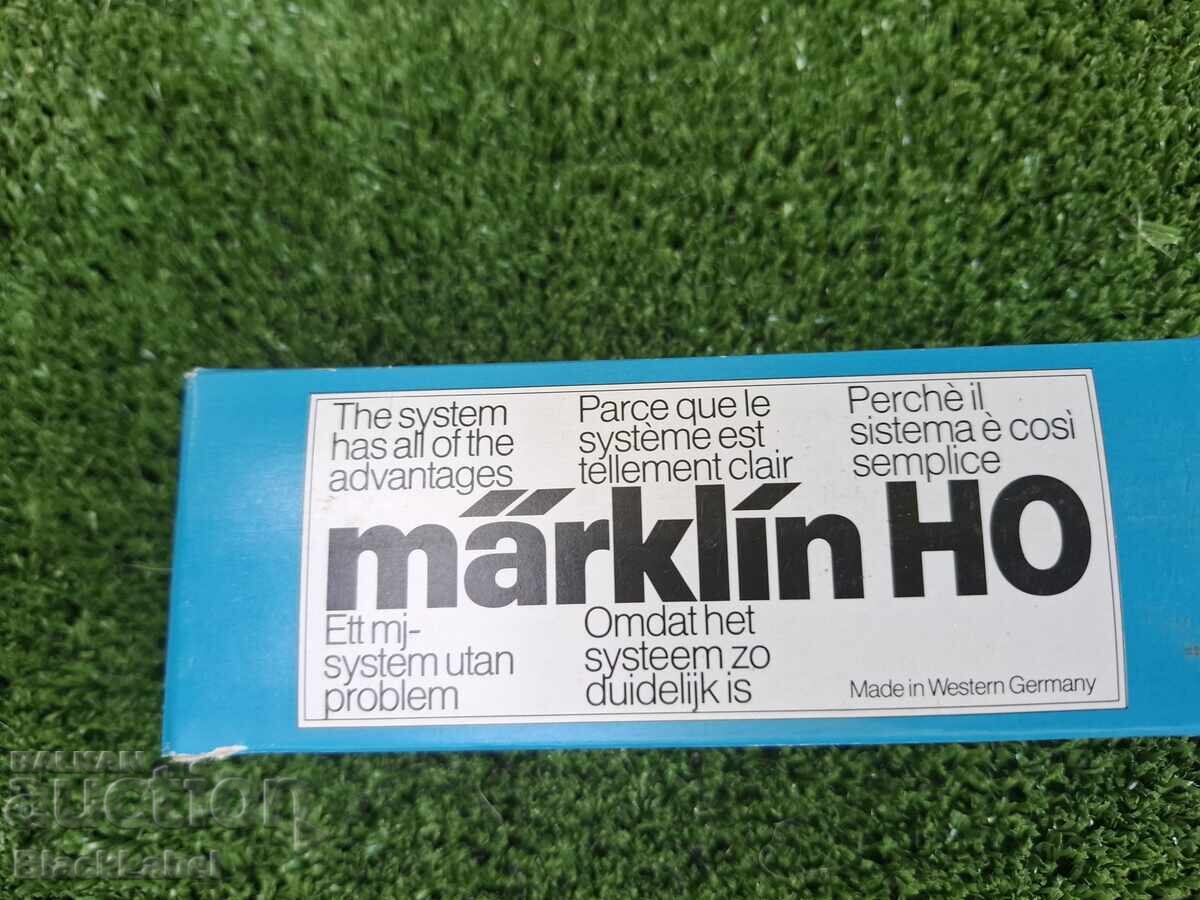 The system
has all of the
advantages
Parce que le
système est
tellement clair
Perchè il
sistema è così
semplice
märklín HO
Ett mj-
system utan
problem
Omdat het
systeem zo
duidelijk is
Made in Western Germany
BALKAN
auction
BlackLabel